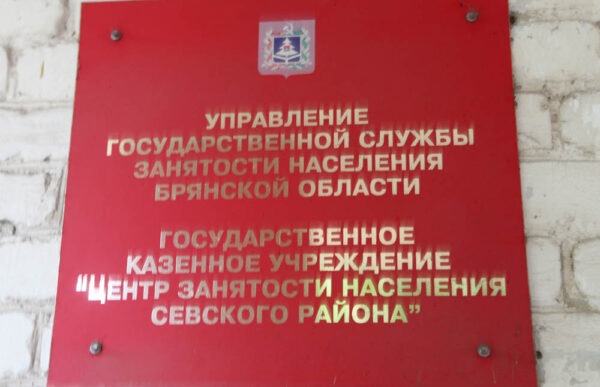 УПРАВЛЕНИЕ
ГОСУДАРСТВЕННОЙ СЛУЖБЫ
ЗАНЯТОСТИ НАСЕЛЕНИЯ
БРЯНСКОЙ ОБЛАСТИ
ГОСУДАРСТВЕННОЕ
КАЗЕННОЕ УЧРЕЖДЕНИЕ
"ЦЕНТР ЗАНЯТОСТИ НАСЕЛЕНИЯ
СЕВСКОГО РАЙОНА"